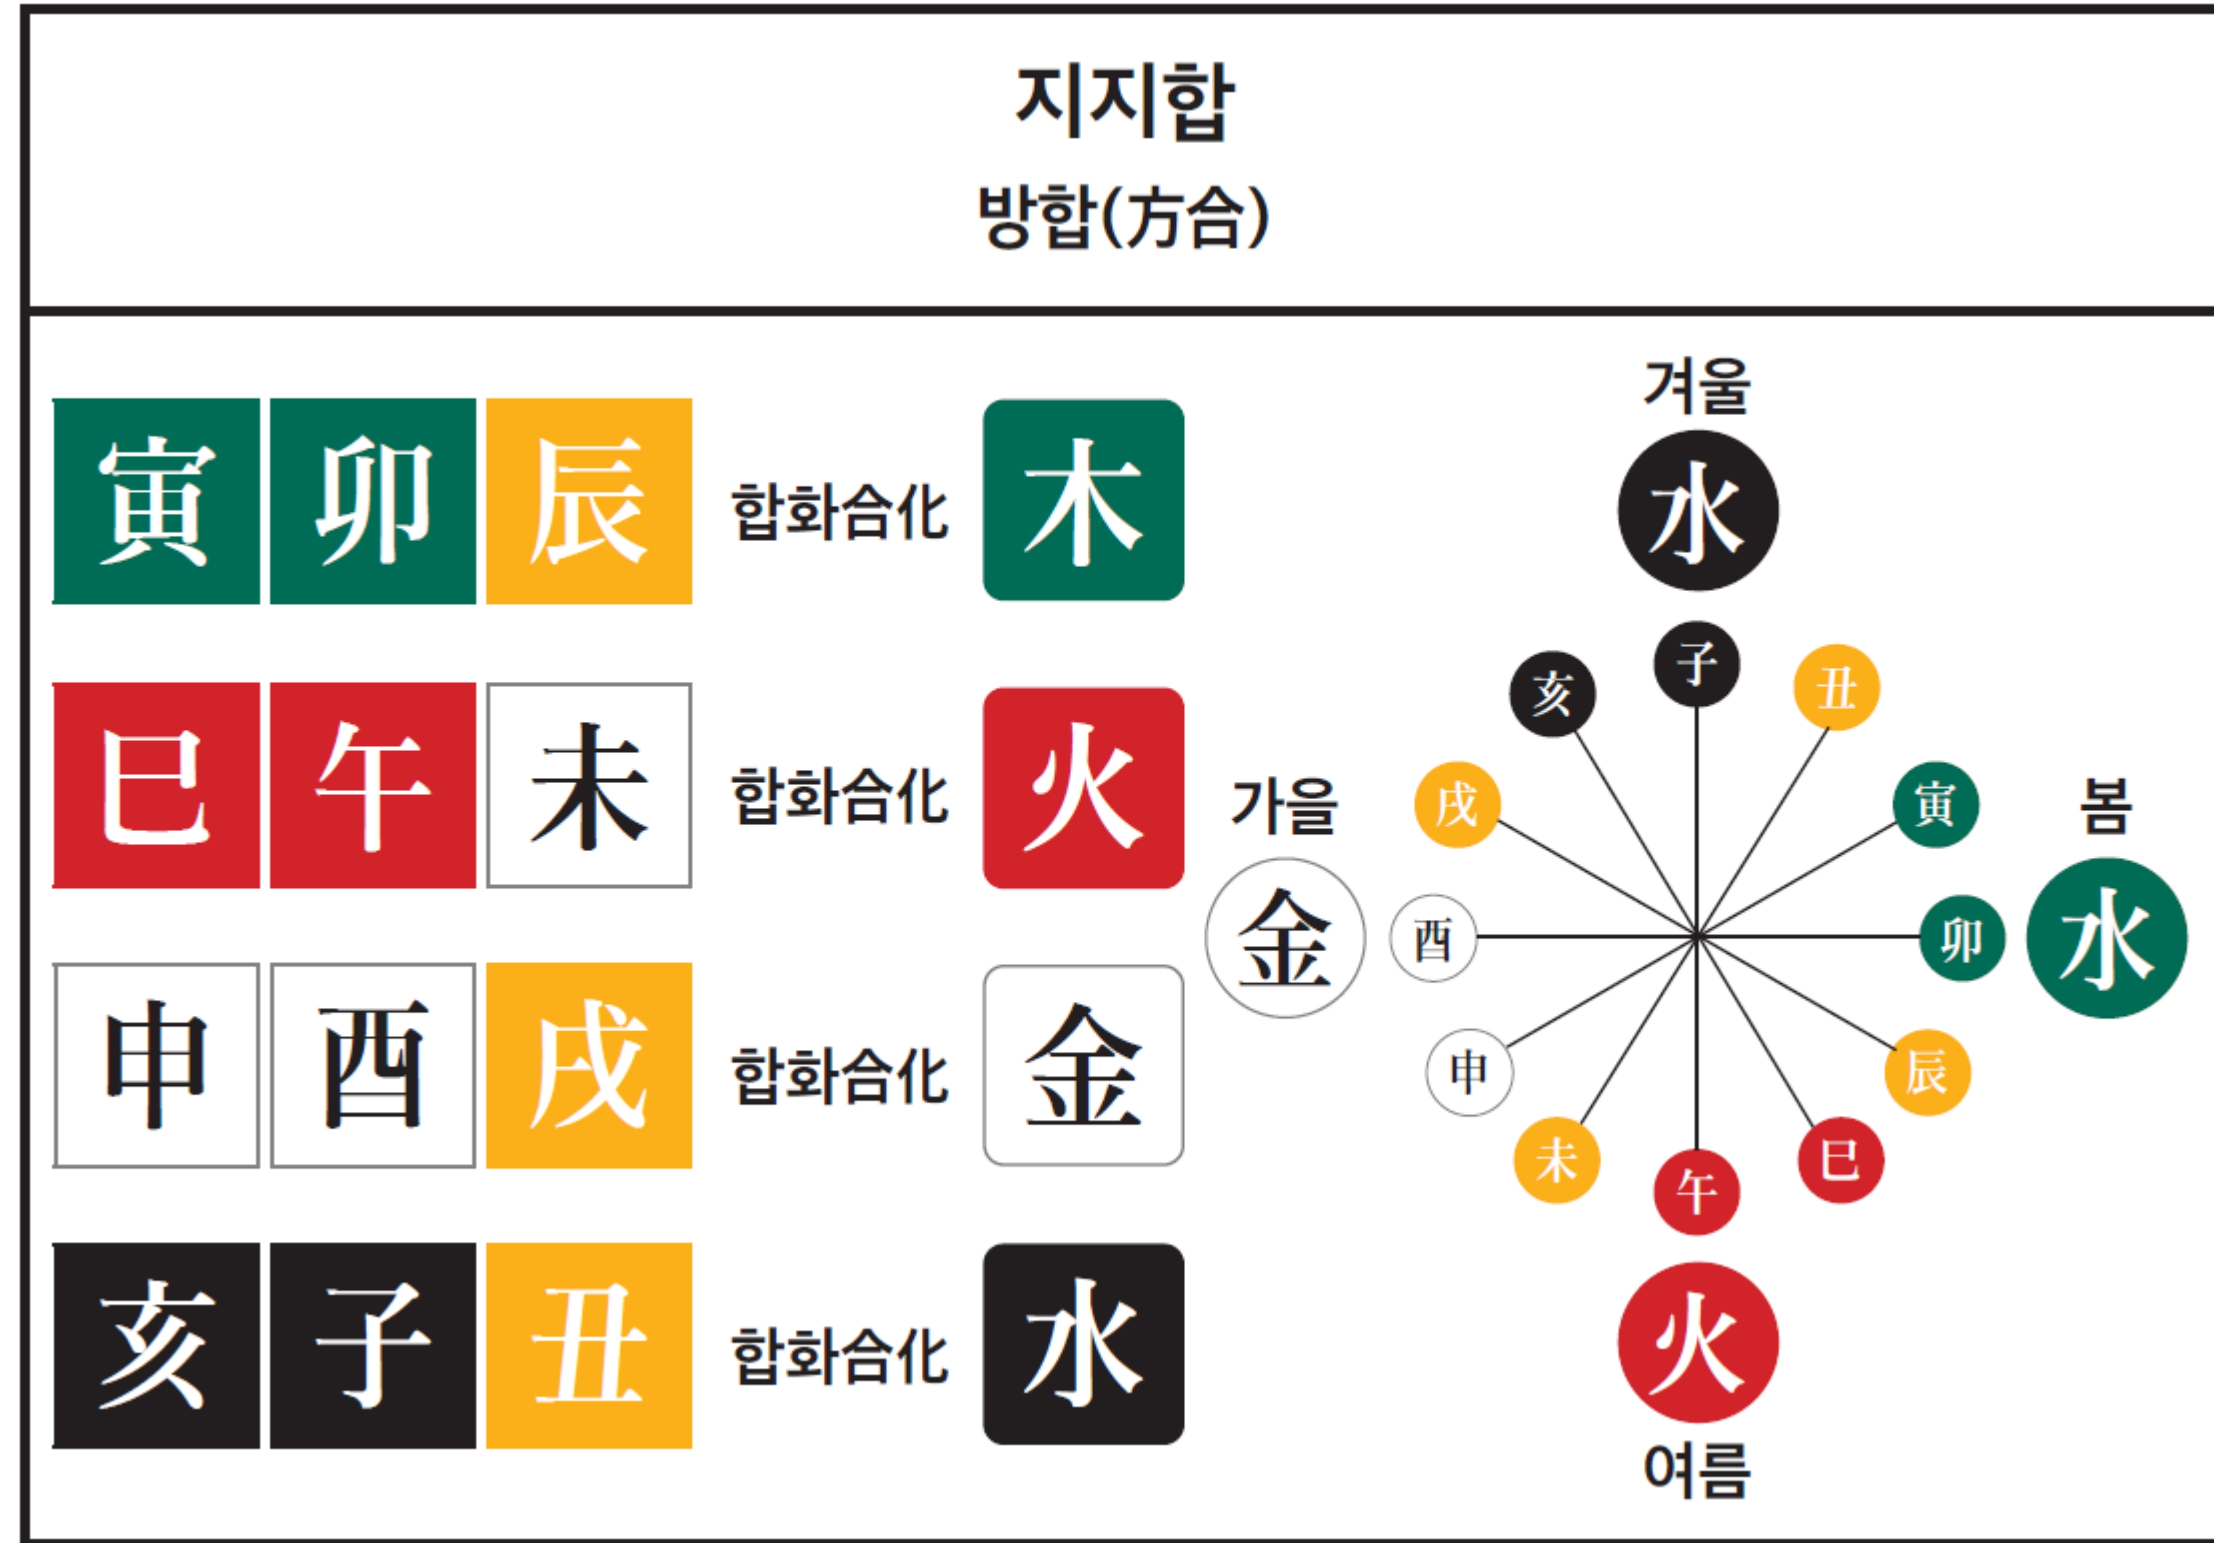 지지합
방합(方合)
寅 卯 辰 합화合化 木
巳 午 未 합화合化 火
申 酉 戌 합화合化 金
亥 子 丑 합화合化 水
겨울
水
子
亥 丑
戌 寅
가을 봄
金 酉 卯 水
申 辰
未 巳
午
火
여름